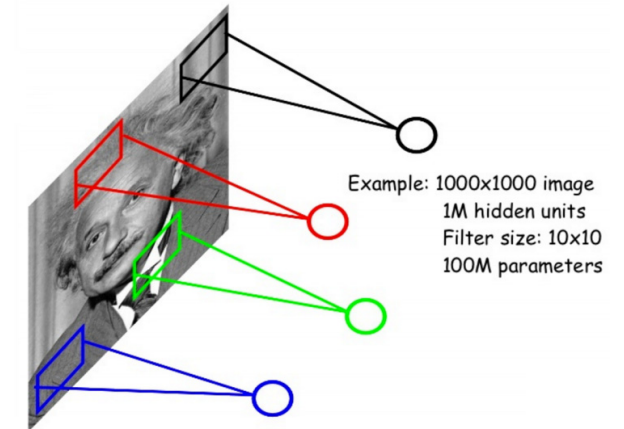 Example: 1000x1000 image
1M hidden units
Filter size: 10x10
100M parameters